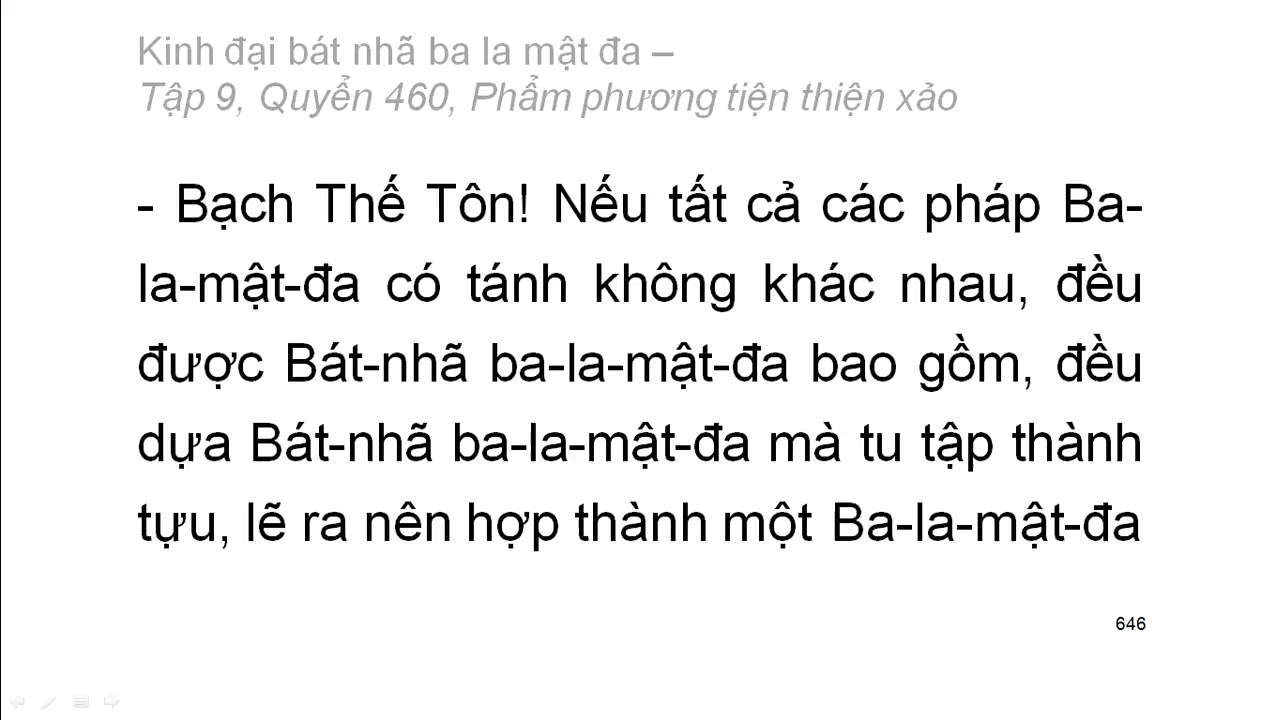 Kinh đại bát nhã ba la mật đa –
Tập 9, Quyển 460, Phẩm phương tiện thiện xảo
- Bạch Thế Tôn! Nếu tất cả các pháp Ba-
la-mật-đa có tánh không khác nhau, đều
được Bát-nhã ba-la-mật-đa bao gồm, đều
dựa Bát-nhã ba-la-mật-đa mà tu tập thành
tựu, lẽ ra nên hợp thành một Ba-la-mật-đa
646